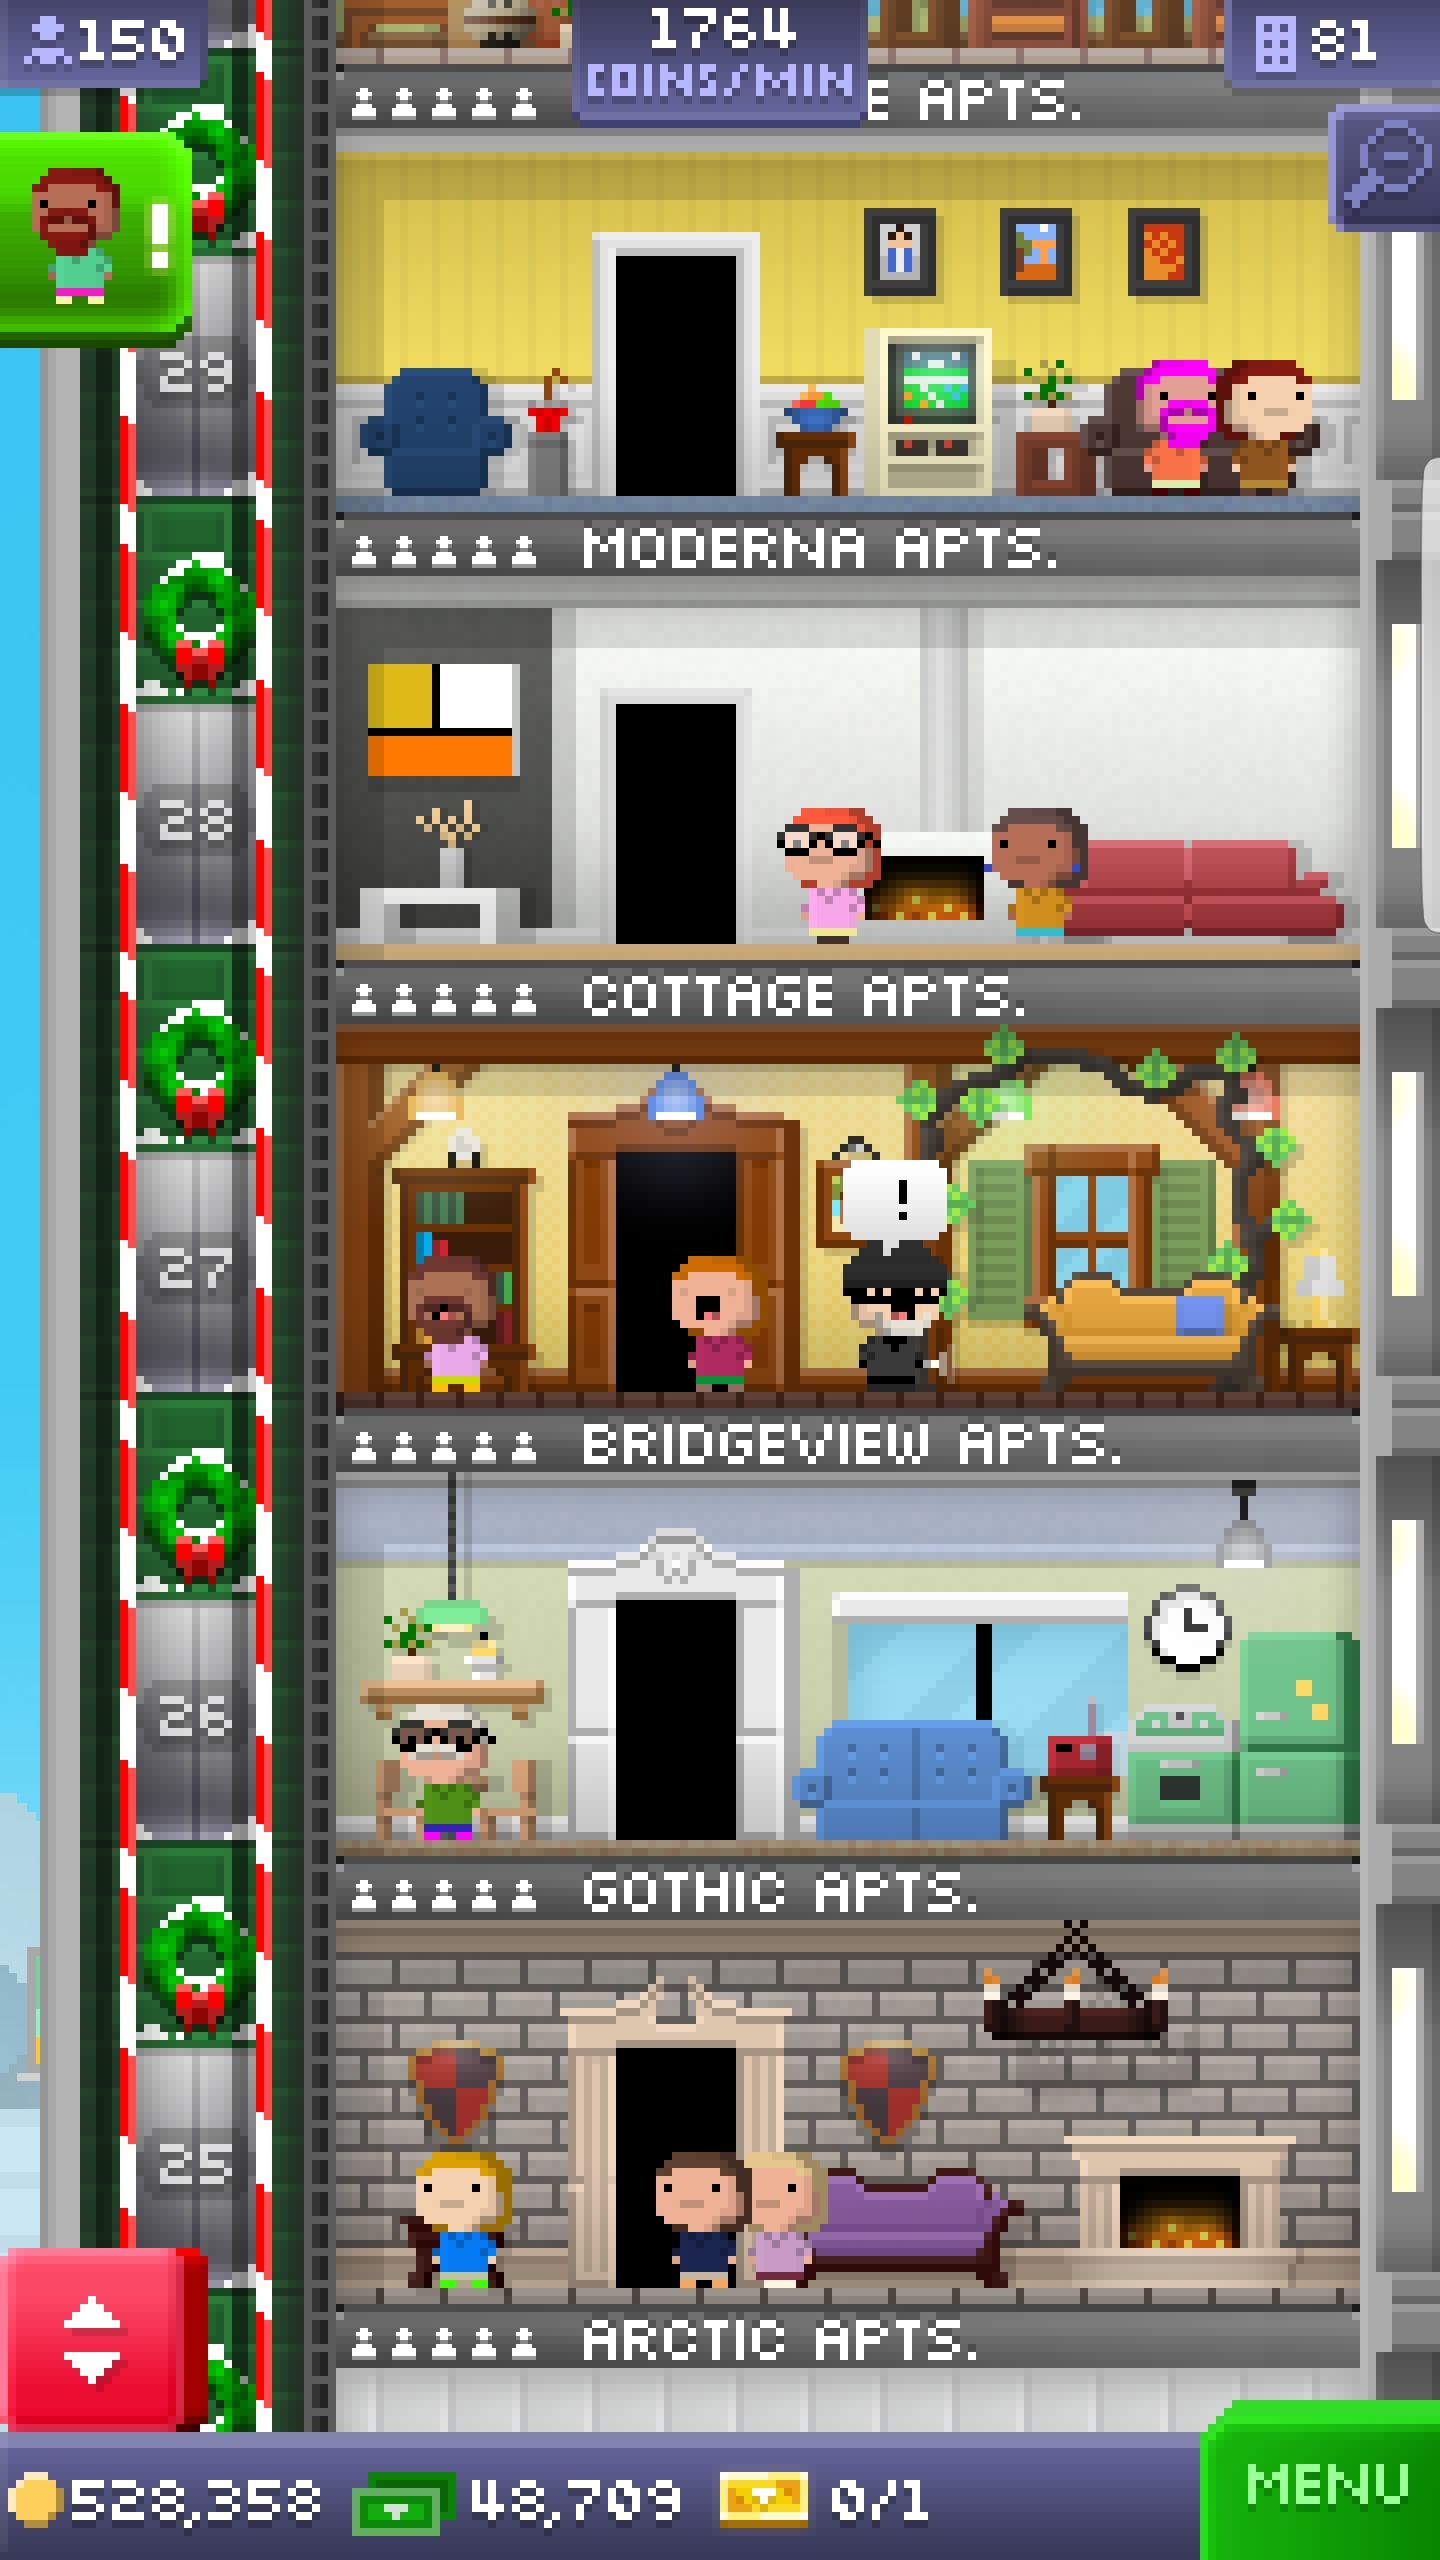 150
1764
COINS/MIN
81
E APTS.
!
29
MODERNA APTS.
28
COTTAGE APTS.
!
27
BRIDGEVIEW APTS.
26
GOTHIC APTS.
25
ARCTIC APTS.
528,358
48,709
0/1
MENU